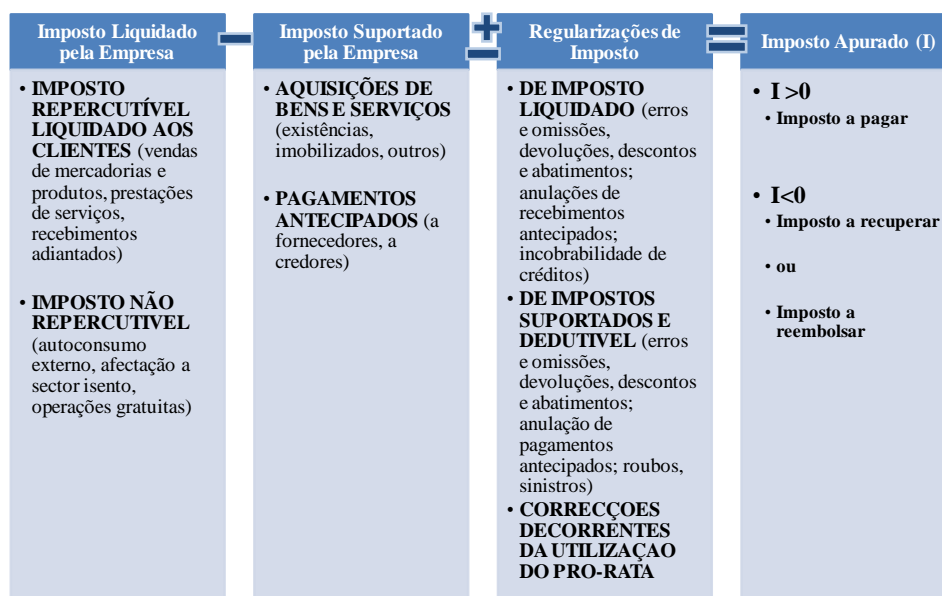 Imposto Liquidado
pela Empresa
• IMPOSTO
REPERCUTÍVEL
LIQUIDADO AOS
CLIENTES (vendas
de mercadorias e
produtos, prestações
de serviços,
recebimentos
adiantados)
• IMPOSTO NÃO
REPERCUTIVEL
(autoconsumo
externo, afectação a
sector isento,
operações gratuitas)
Imposto Suportado
pela Empresa
• AQUISIÇÕES DE
BENS E SERVIÇOS
(existências,
imobilizados, outros)
• PAGAMENTOS
ANTECIPADOS (a
fornecedores, a
credores)
Regularizações de
Imposto
• DE IMPOSTO
LIQUIDADO (erros
e omissões,
devoluções, descontos
e abatimentos;
anulações de
recebimentos
antecipados;
incobrabilidade de
créditos)
• DE IMPOSTOS
SUPORTADOS E
DEDUTIVEL (erros
e omissões,
devoluções, descontos
e abatimentos;
anulação de
pagamentos
antecipados; roubos,
sinistros)
• CORRECÇOES
DECORRENTES
DA UTILIZAÇAO
DO PRO-RATA
Imposto Apurado (I)
• I >0
• Imposto a pagar
• I<0
• Imposto a recuperar
• ou
• Imposto a
reembolsar